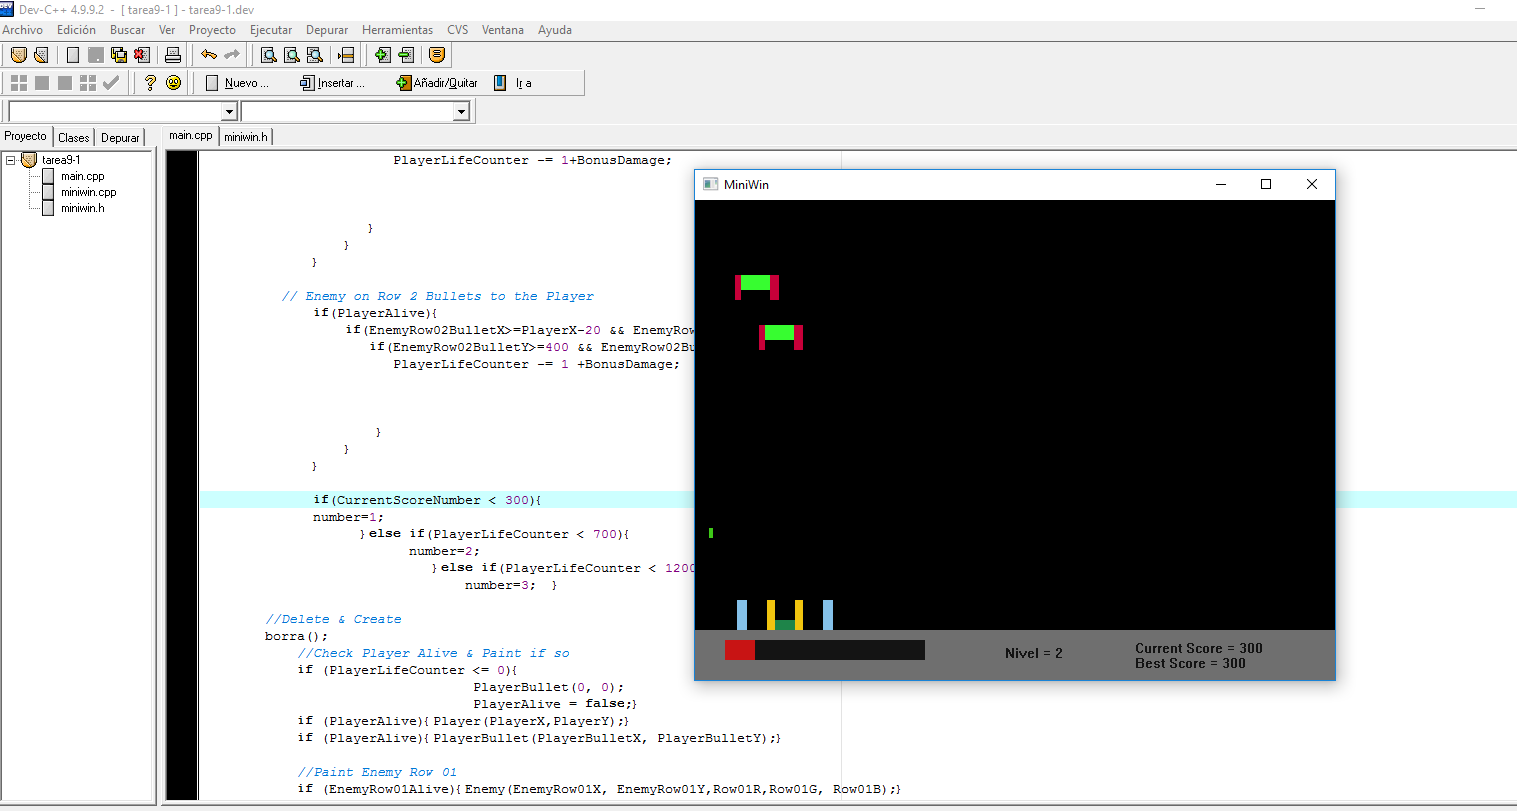 Dev-C++ 4.9.9.2 - [ tarea9-1 ] - tarea9-1.dev
Archivo Edición Buscar Ver Proyecto Ejecutar Depurar Herramientas CVS Ventana Ayuda
Nuevo ... Insertar ... Añadir/Quitar Ir a
Proyecto Clases Depurar
main.cpp miniwin.h
tarea9-1
main.cpp
miniwin.cpp
miniwin.h
PlayerLifeCounter -= 1+BonusDamage;
}
}
}
// Enemy on Row 2 Bullets to the Player
if(PlayerAlive){
if(EnemyRow02BulletX>=PlayerX-20 && EnemyRow
if(EnemyRow02BulletY>=400 && EnemyRow02Bu
PlayerLifeCounter -= 1 +BonusDamage;
}
}
}
if(CurrentScoreNumber < 300){
number=1;
} else if(PlayerLifeCounter < 700){
number=2;
} else if(PlayerLifeCounter < 1200
number=3; }
//Delete & Create
borra();
//Check Player Alive & Paint if so
if (PlayerLifeCounter <= 0){
PlayerBullet(0, 0);
PlayerAlive = false;}
if (PlayerAlive){ Player(PlayerX,PlayerY);}
if (PlayerAlive){ PlayerBullet(PlayerBulletX, PlayerBulletY);}
//Paint Enemy Row 01
if (EnemyRow01Alive){ Enemy(EnemyRow01X, EnemyRow01Y,Row01R,Row01G, Row01B);}
MiniWin
Nivel = 2
Current Score = 300
Best Score = 300